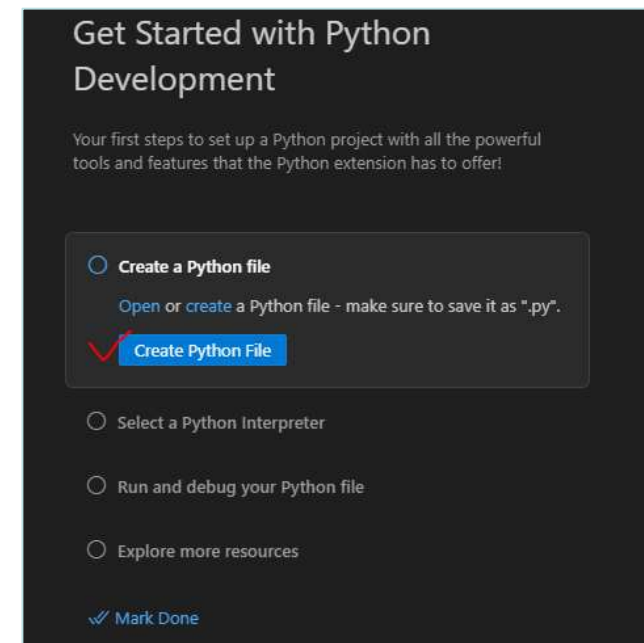 Get Started with Python
Development
Your first steps to set up a Python project with all the powerful
tools and features that the Python extension has to offer!
Create a Python file
Open or create a Python file - make sure to save it as ".py".
Create Python File
Select a Python Interpreter
Run and debug your Python file
Explore more resources
Mark Done